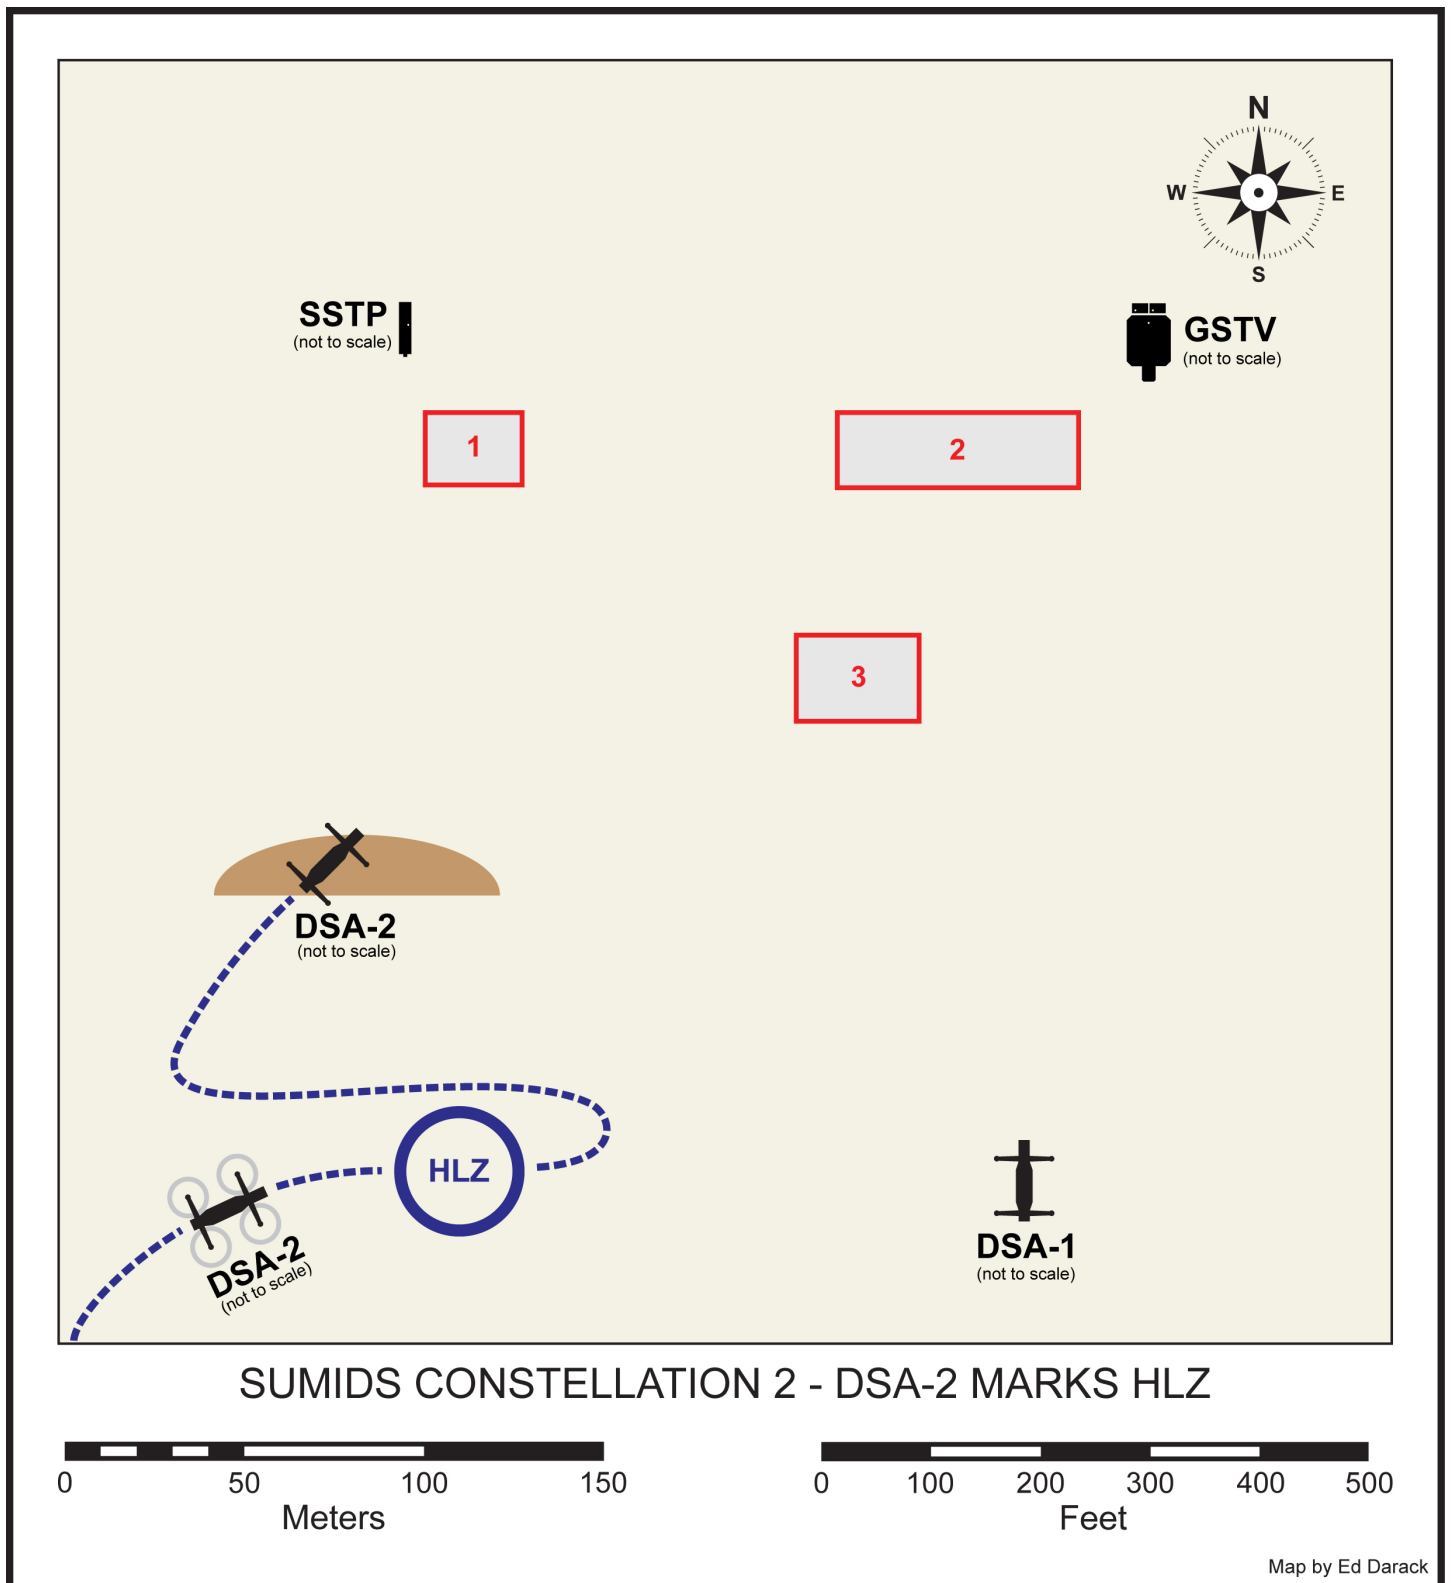 N
W
E
S
SSTP
(not to scale)
GSTV
(not to scale)
1
2
3
DSA-2
(not to scale)
HLZ
DSA-2
(not to scale)
DSA-1
(not to scale)
SUMIDS CONSTELLATION 2 - DSA-2 MARKS HLZ
0 50 100 150
Meters
0 100 200 300 400 500
Feet
Map by Ed Darack